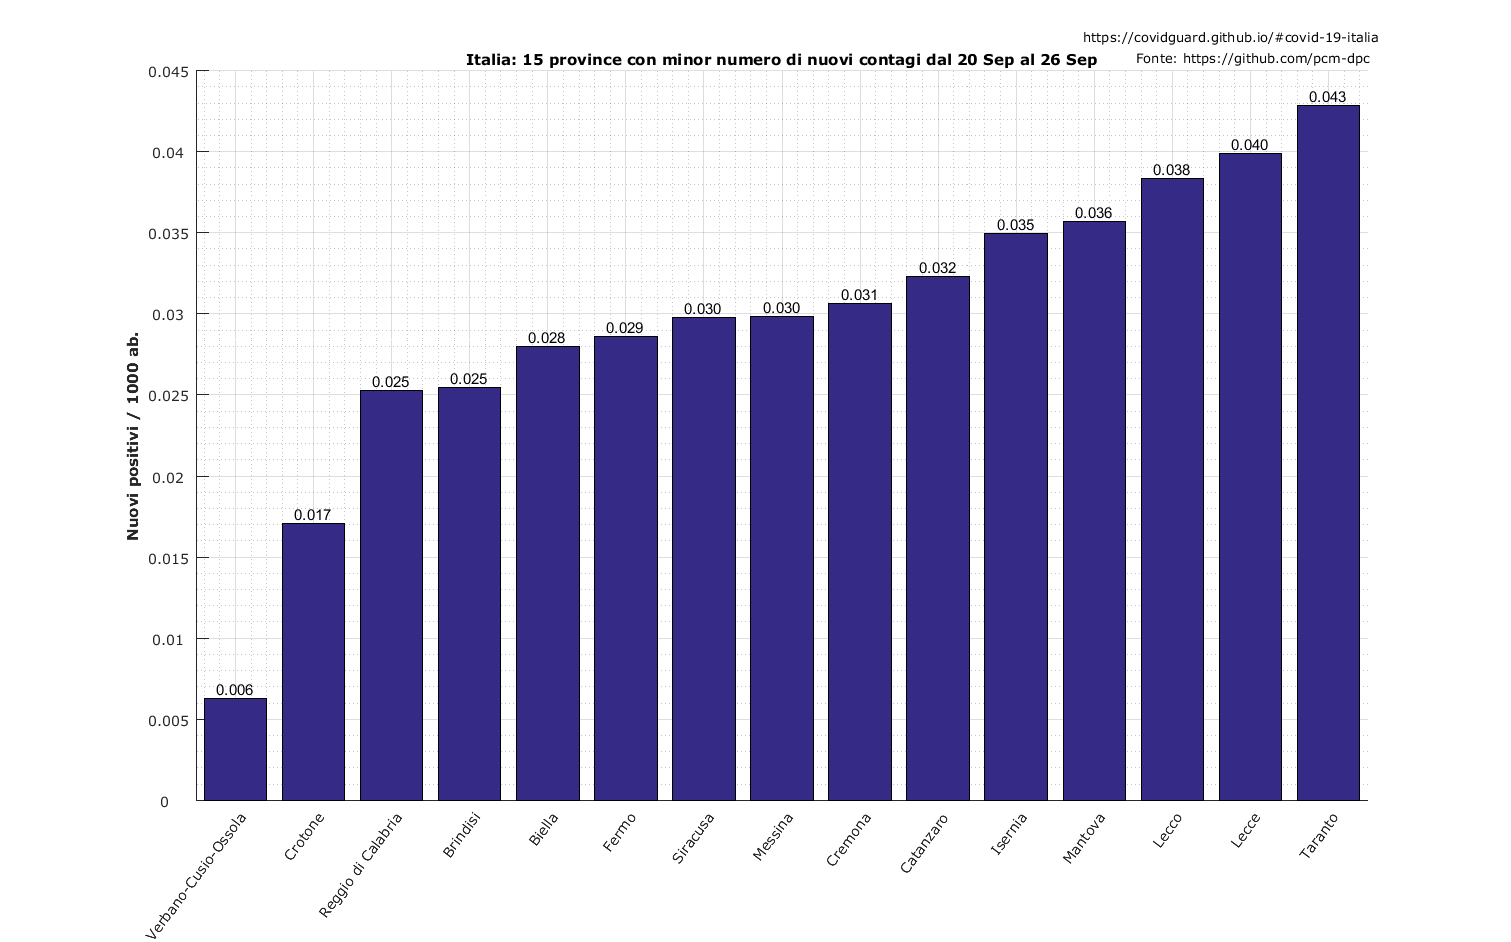 https://covidguard.github.io/#covid-19-italia
Italia: 15 province con minor numero di nuovi contagi dal 20 Sep al 26 Sep
Fonte: https://github.com/pcm-dpc
Nuovi positivi / 1000 ab.
0.045
0.04
0.035
0.03
0.025
0.02
0.015
0.01
0.005
0
0.006
0.017
0.025
0.025
0.028
0.029
0.030
0.030
0.031
0.032
0.035
0.036
0.038
0.040
0.043
Verbano-Cusio-Ossola
Crotone
Reggio di Calabria
Brindisi
Biella
Fermo
Siracusa
Messina
Cremona
Catanzaro
Isernia
Mantova
Lecco
Lecce
Taranto